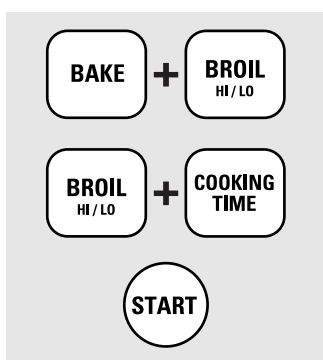 BAKE + BROIL
HI / LO
BROIL + COOKING
HI / LO TIME
START